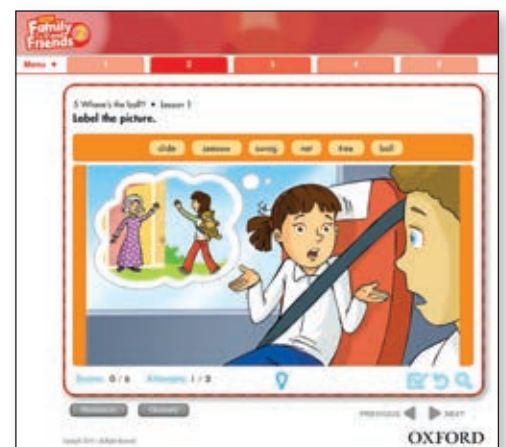 Family and
Friends 2
Menu 1 2 3 4 5
5 Where's the ball? • Lesson 1
Label the picture.
slide seesaw swing net tree ball
Score: 0 / 6 Attempts: 1 / 3
PREVIOUS NEXT
OXFORD